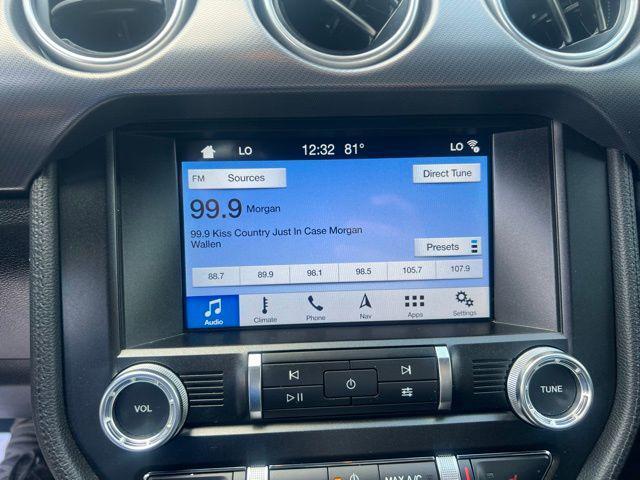 LO 12:32 81° LO
FM Sources Direct Tune
99.9 Morgan
99.9 Kiss Country Just In Case Morgan
Wallen
Presets
88.7 89.9 98.1 98.5 105.7 107.9
Audio Climate Phone Nav Apps Settings
VOL
TUNE
MAX A/C